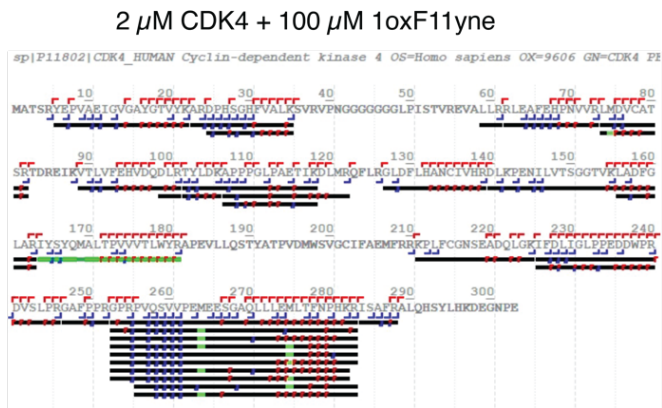 2 µM CDK4 + 100 µM 1oxF11yne
sp|P11802|CDK4_HUMAN Cyclin-dependent kinase 4 OS=Homo sapiens OX=9606 GN=CDK4 PE
10 20 30 40 50 60 70 80
MATSRYEPVAEIGVGAYGTVYKARDPHSGHFVALKSVRVPNGGGGGGGLPISTVREVALLRRLEAFEHPNVVRLMDVCAT
90 100 110 120 130 140 150 160
SRTDREIKVTLVFEHVDQDLRTYLDKAPPPGLPAETIKDLMRQFLRGLDFLHANCIVHRDLKPENILVTSGGTVKLADFG
170 180 190 200 210 220 230 240
LARIYSYQMALTPVVVTLWYRAPEVLLQSTYATPVDMWSVGCIFAEMFRRKPLFCGNSEADQLGKIFDLIGLPPEDDWPR
250 260 270 280 290 300
DVSLPRGAFPPRGPRPVQSVVPEMEESGAQLLLEMLTFNPHKRISAFRALQHSYLHKDEGNPE